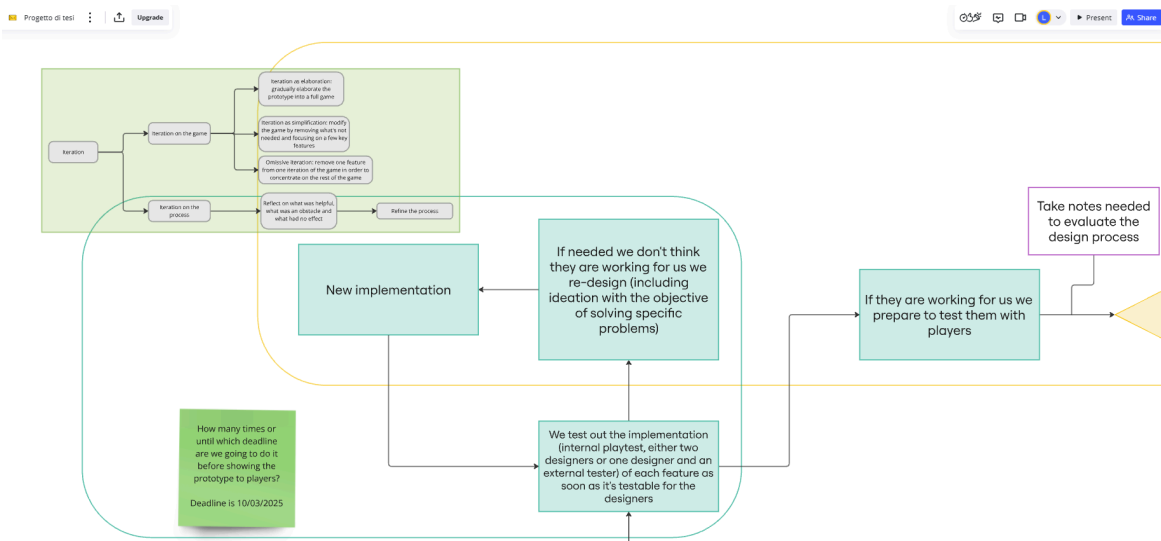 Progetto di tesi
Upgrade
L
Present
Share
Iteration
Iteration on the game
Iteration as elaboration:
gradually elaborate the
prototype into a full game
Iteration as simplification: modify
the game by removing what's not
needed and focusing on a few key
features
Omissive iteration: remove one feature
from one iteration of the game in order to
concentrate on the rest of the game
Iteration on the
process
Reflect on what was helpful,
what was an obstacle and
what had no effect
Refine the process
New implementation
If needed we don't think
they are working for us we
re-design (including
ideation with the objective
of solving specific
problems)
Take notes needed
to evaluate the
design process
If they are working for us we
prepare to test them with
players
How many times or
until which deadline
are we going to do it
before showing the
prototype to players?
Deadline is 10/03/2025
We test out the implementation
(internal playtest, either two
designers or one designer and an
external tester) of each feature as
soon as it's testable for the
designers